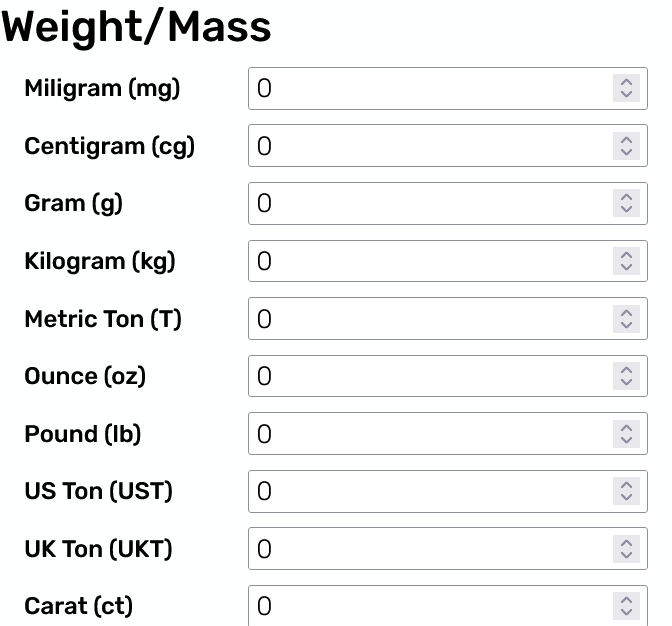 Weight/Mass
Miligram (mg) 0
Centigram (cg) 0
Gram (g) 0
Kilogram (kg) 0
Metric Ton (T) 0
Ounce (oz) 0
Pound (lb) 0
US Ton (UST) 0
UK Ton (UKT) 0
Carat (ct) 0